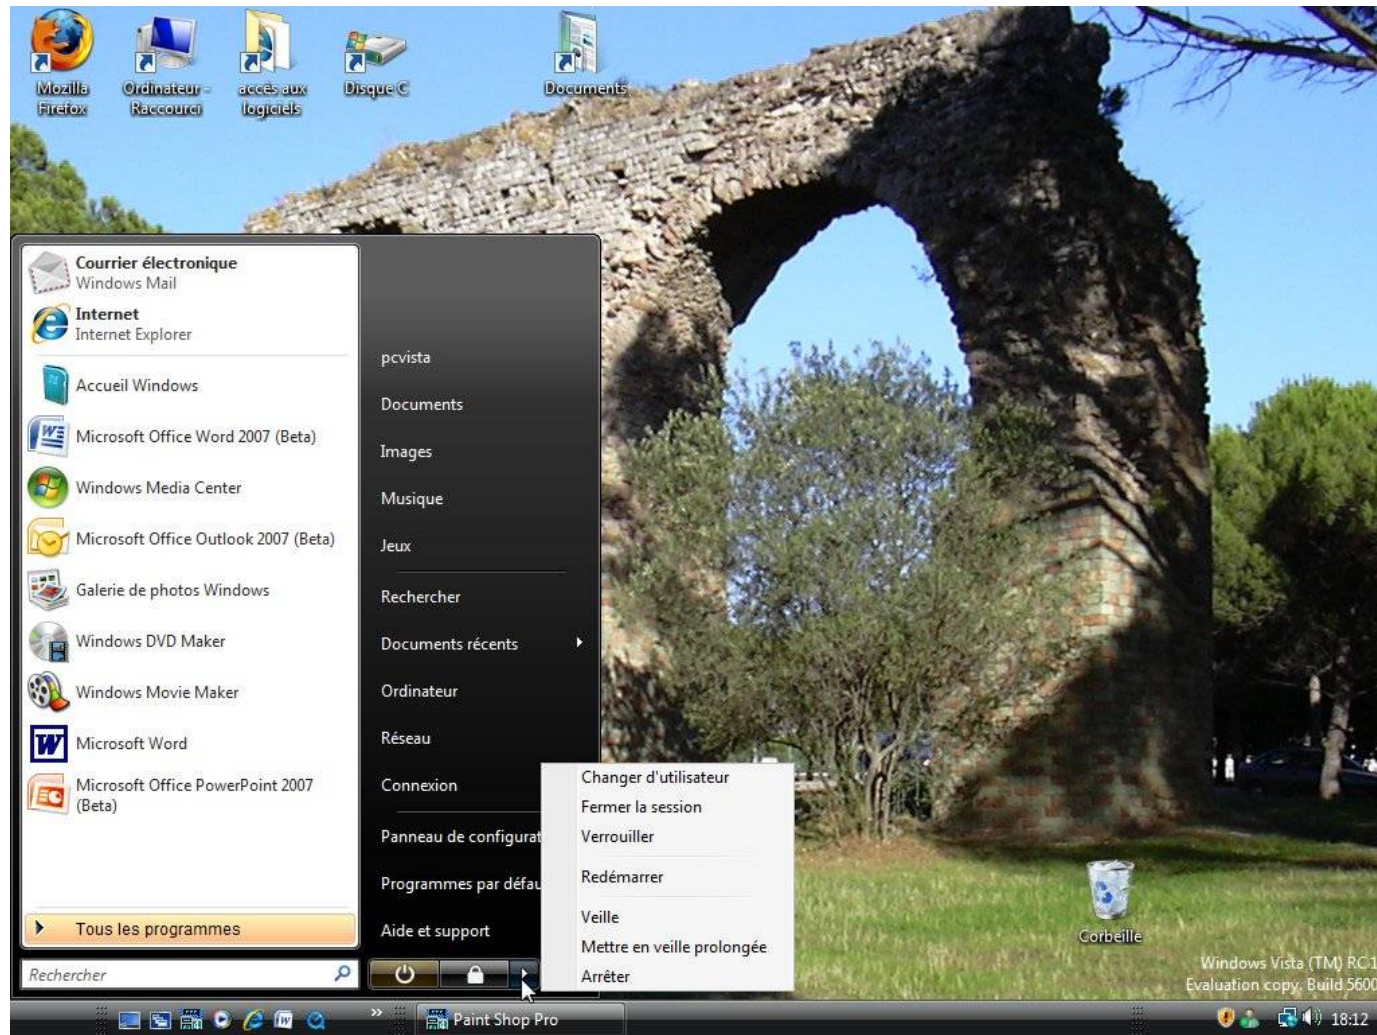 Mozilla
Firefox
Ordinateur -
Raccourci
accès aux
logiciels
Disque C
Documents
Courrier électronique
Windows Mail
Internet
Internet Explorer
Accueil Windows
Microsoft Office Word 2007 (Beta)
Windows Media Center
Microsoft Office Outlook 2007 (Beta)
Galerie de photos Windows
Windows DVD Maker
Windows Movie Maker
Microsoft Word
Microsoft Office PowerPoint 2007
(Beta)
Tous les programmes
Rechercher
pcvista
Documents
Images
Musique
Jeux
Rechercher
Documents récents
Ordinateur
Réseau
Connexion
Panneau de configurat
Programmes par défau
Aide et support
Changer d'utilisateur
Fermer la session
Verrouiller
Redémarrer
Veille
Mettre en veille prolongée
Arrêter
Corbeille
Windows Vista (TM) RC1
Evaluation copy. Build 5600
Paint Shop Pro
18:12